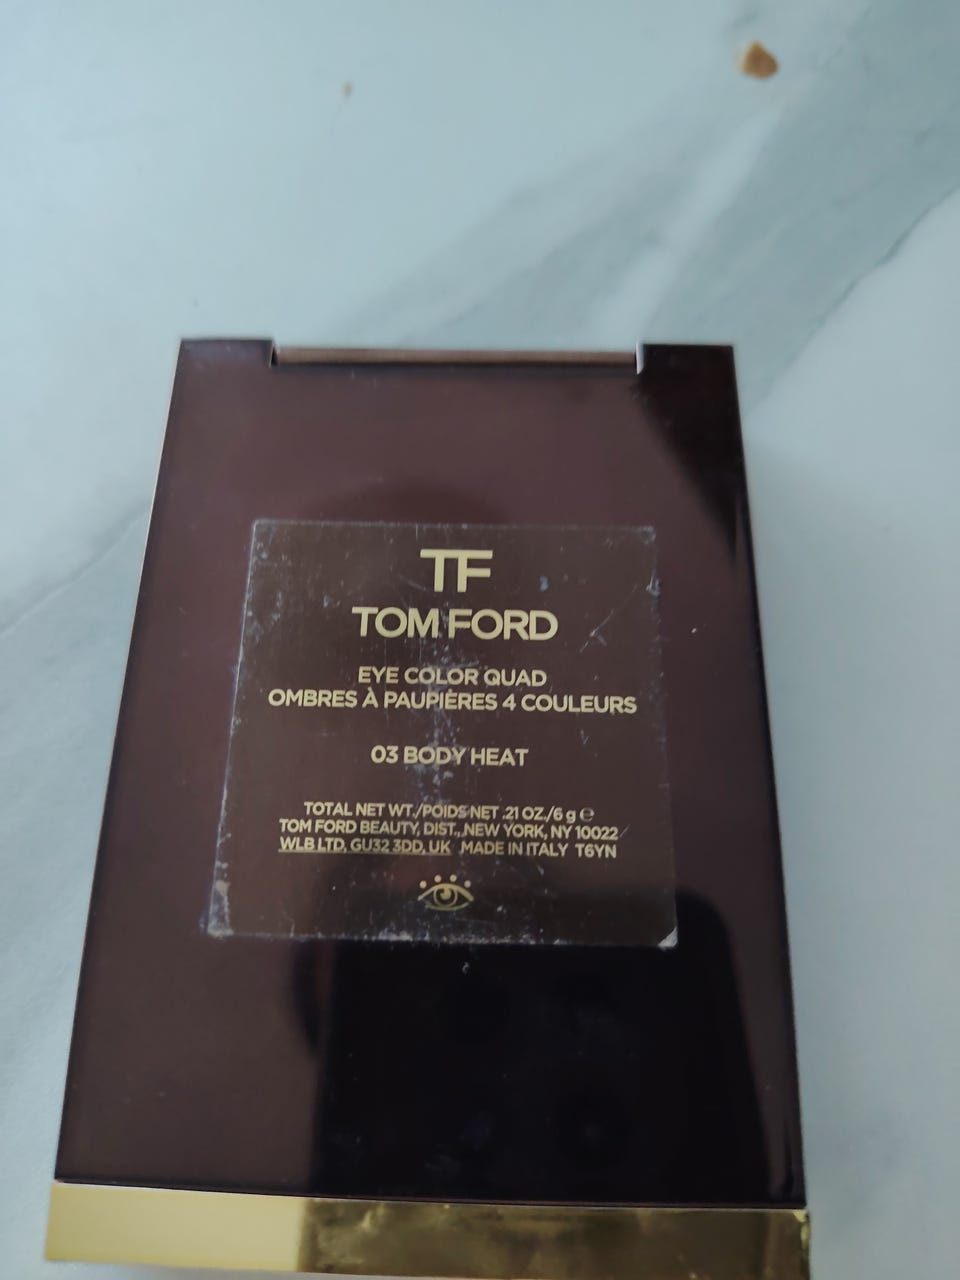 TF
TOM FORD
EYE COLOR QUAD
OMBRES À PAUPIÈRES 4 COULEURS
03 BODY HEAT
TOTAL NET WT./POIDS NET .21 OZ./6 g ℮
TOM FORD BEAUTY, DIST., NEW YORK, NY 10022
WLB LTD, GU32 3DD, UK MADE IN ITALY T6YN